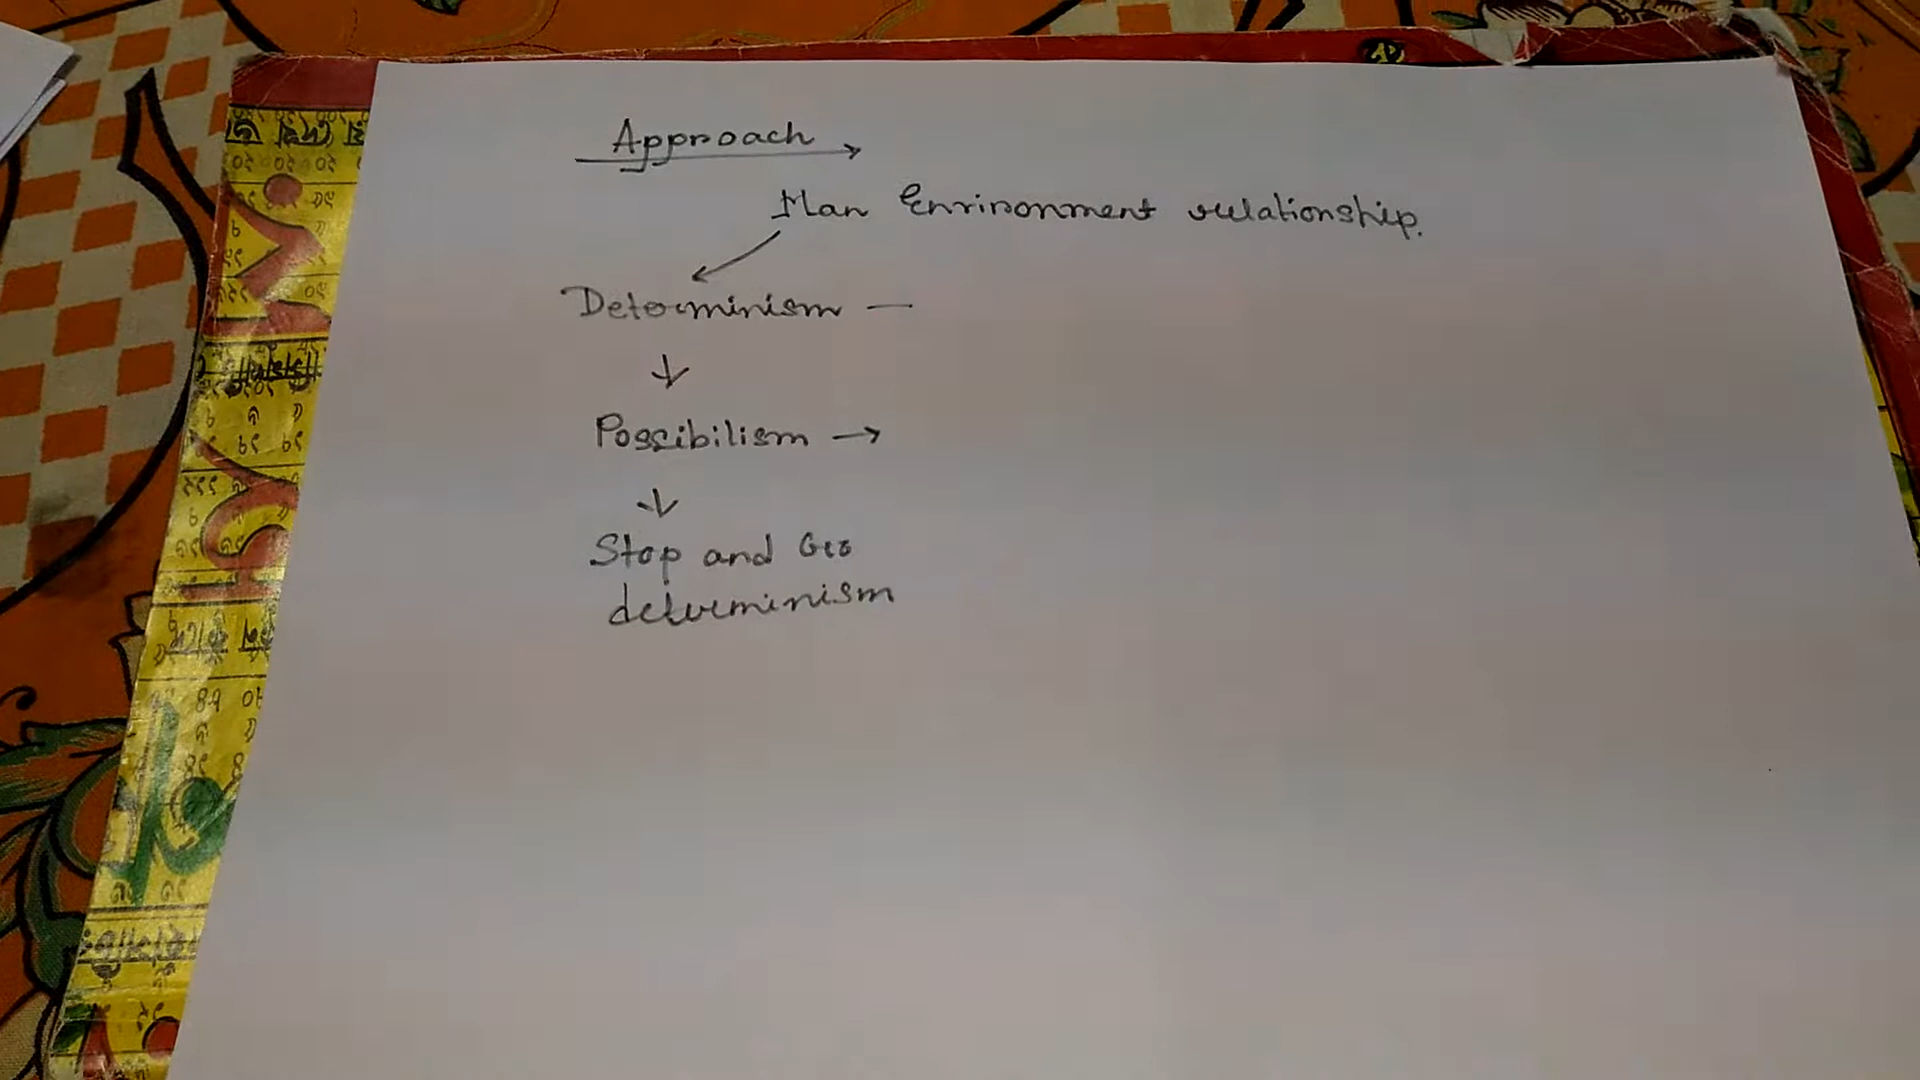 Approach →
Man Environment relationship.
Determinism —
Possibilism →
Stop and Go
determinism